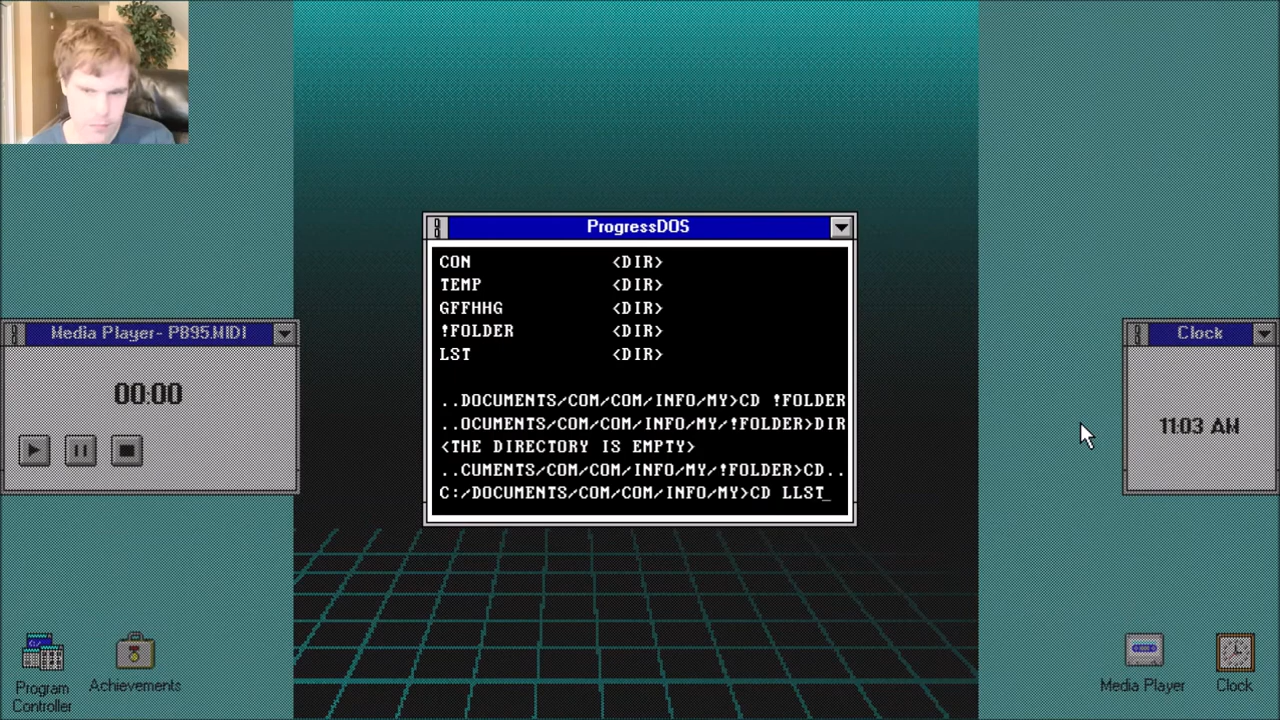 ProgressDOS
CON <DIR>
TEMP <DIR>
GFFHHG <DIR>
!FOLDER <DIR>
LST <DIR>
..DOCUMENTS/COM/COM/INFO/MY>CD !FOLDER
..OCUMENTS/COM/COM/INFO/MY/!FOLDER>DIR
<THE DIRECTORY IS EMPTY>
..CUMENTS/COM/COM/INFO/MY/!FOLDER>CD..
C:/DOCUMENTS/COM/COM/INFO/MY>CD LLST_
Media Player- PB95.MIDI
00:00
Clock
11:03 AM
Program
Controller
Achievements
Media Player
Clock